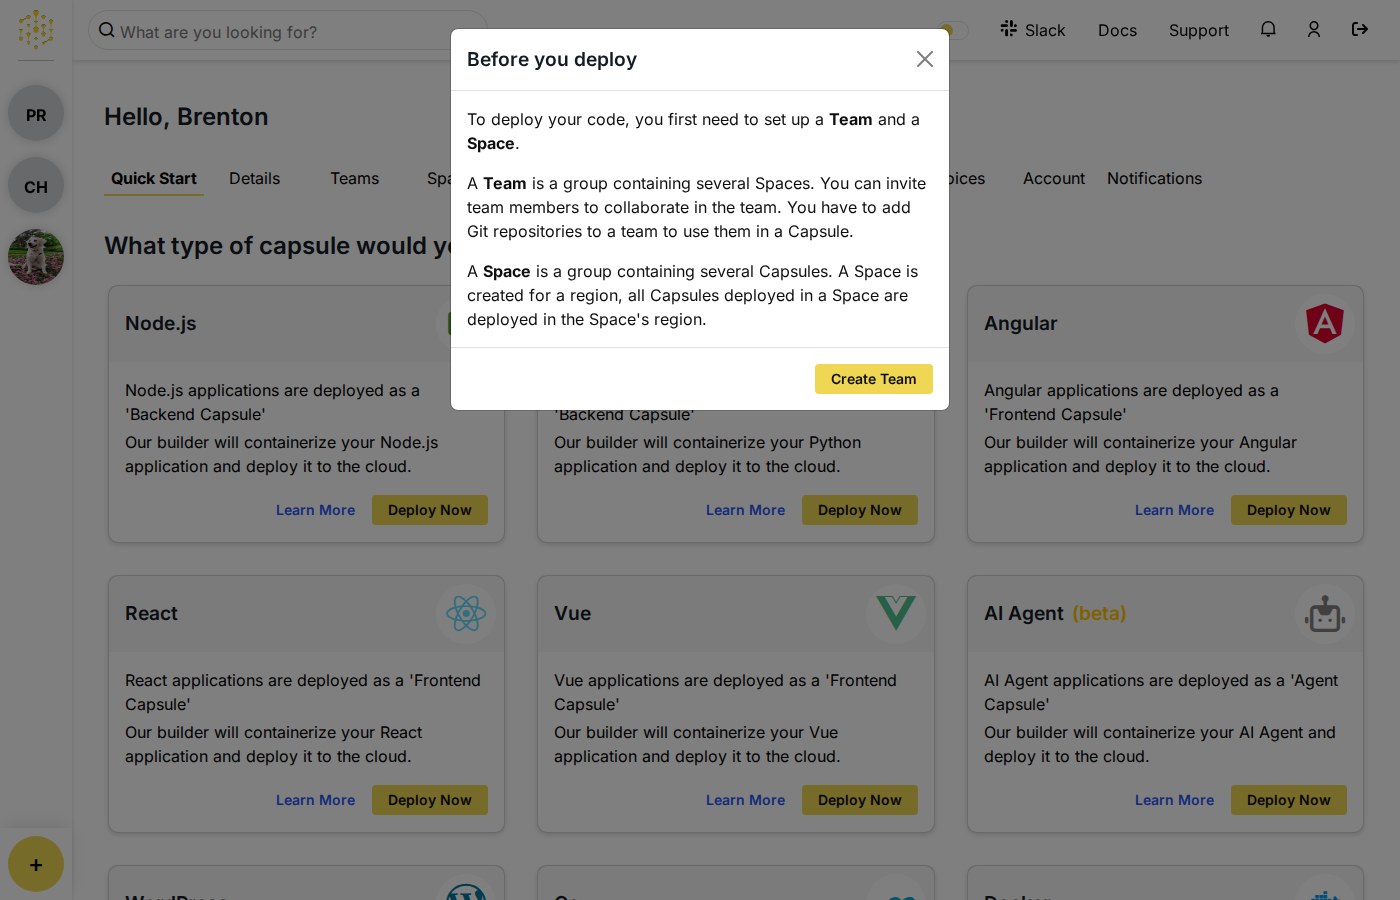 What are you looking for?
Slack
Docs
Support
PR
CH
+
Hello, Brenton
Quick Start
Details
Teams
Account
Notifications
What type of capsule would
Before you deploy
To deploy your code, you first need to set up a Team and a
Space.
A Team is a group containing several Spaces. You can invite
team members to collaborate in the team. You have to add
Git repositories to a team to use them in a Capsule.
A Space is a group containing several Capsules. A Space is
created for a region, all Capsules deployed in a Space are
deployed in the Space's region.
Create Team
Node.js
Node.js applications are deployed as a
'Backend Capsule'
Our builder will containerize your Node.js
application and deploy it to the cloud.
Learn More
Deploy Now
'Backend Capsule'
Our builder will containerize your Python
application and deploy it to the cloud.
Learn More
Deploy Now
Angular
Angular applications are deployed as a
'Frontend Capsule'
Our builder will containerize your Angular
application and deploy it to the cloud.
Learn More
Deploy Now
React
React applications are deployed as a 'Frontend
Capsule'
Our builder will containerize your React
application and deploy it to the cloud.
Learn More
Deploy Now
Vue
Vue applications are deployed as a 'Frontend
Capsule'
Our builder will containerize your Vue
application and deploy it to the cloud.
Learn More
Deploy Now
AI Agent (beta)
AI Agent applications are deployed as a 'Agent
Capsule'
Our builder will containerize your AI Agent and
deploy it to the cloud.
Learn More
Deploy Now